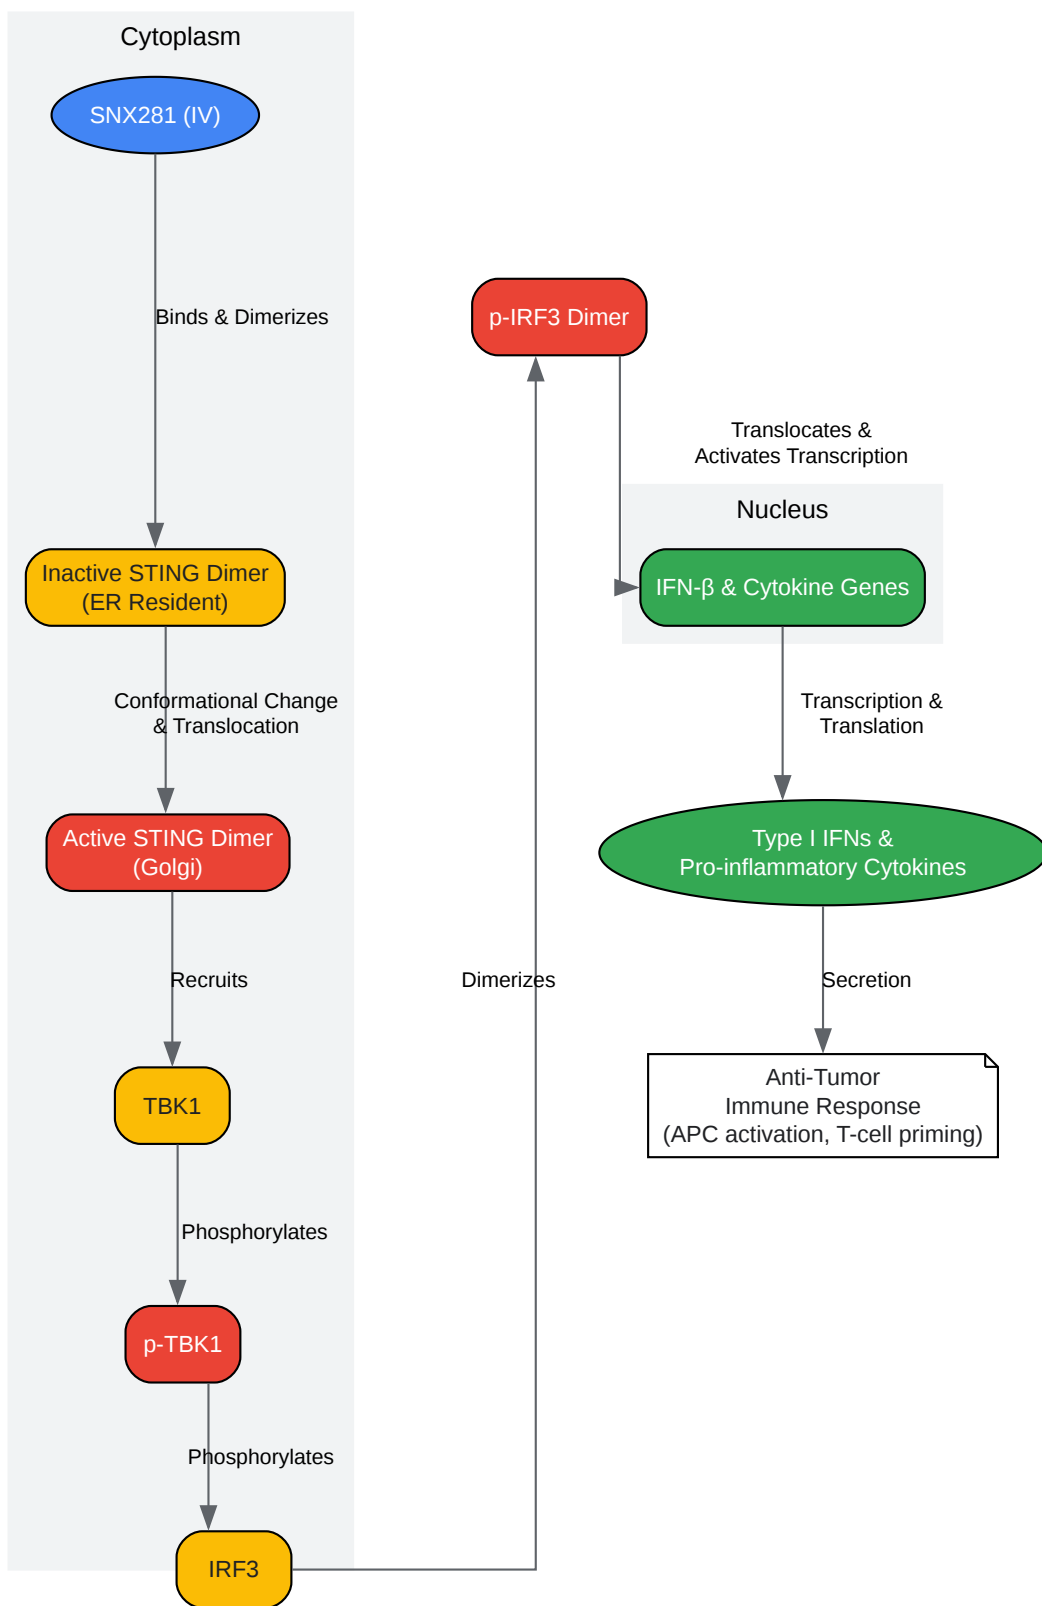 Cytoplasm
SNX281 (IV)
Binds & Dimerizes
Inactive STING Dimer
(ER Resident)
Conformational Change
& Translocation
Active STING Dimer
(Golgi)
Recruits
TBK1
Phosphorylates
p-TBK1
Phosphorylates
IRF3
Dimerizes
p-IRF3 Dimer
Translocates &
Activates Transcription
Nucleus
IFN-β & Cytokine Genes
Transcription &
Translation
Type I IFNs &
Pro-inflammatory Cytokines
Secretion
Anti-Tumor
Immune Response
(APC activation, T-cell priming)